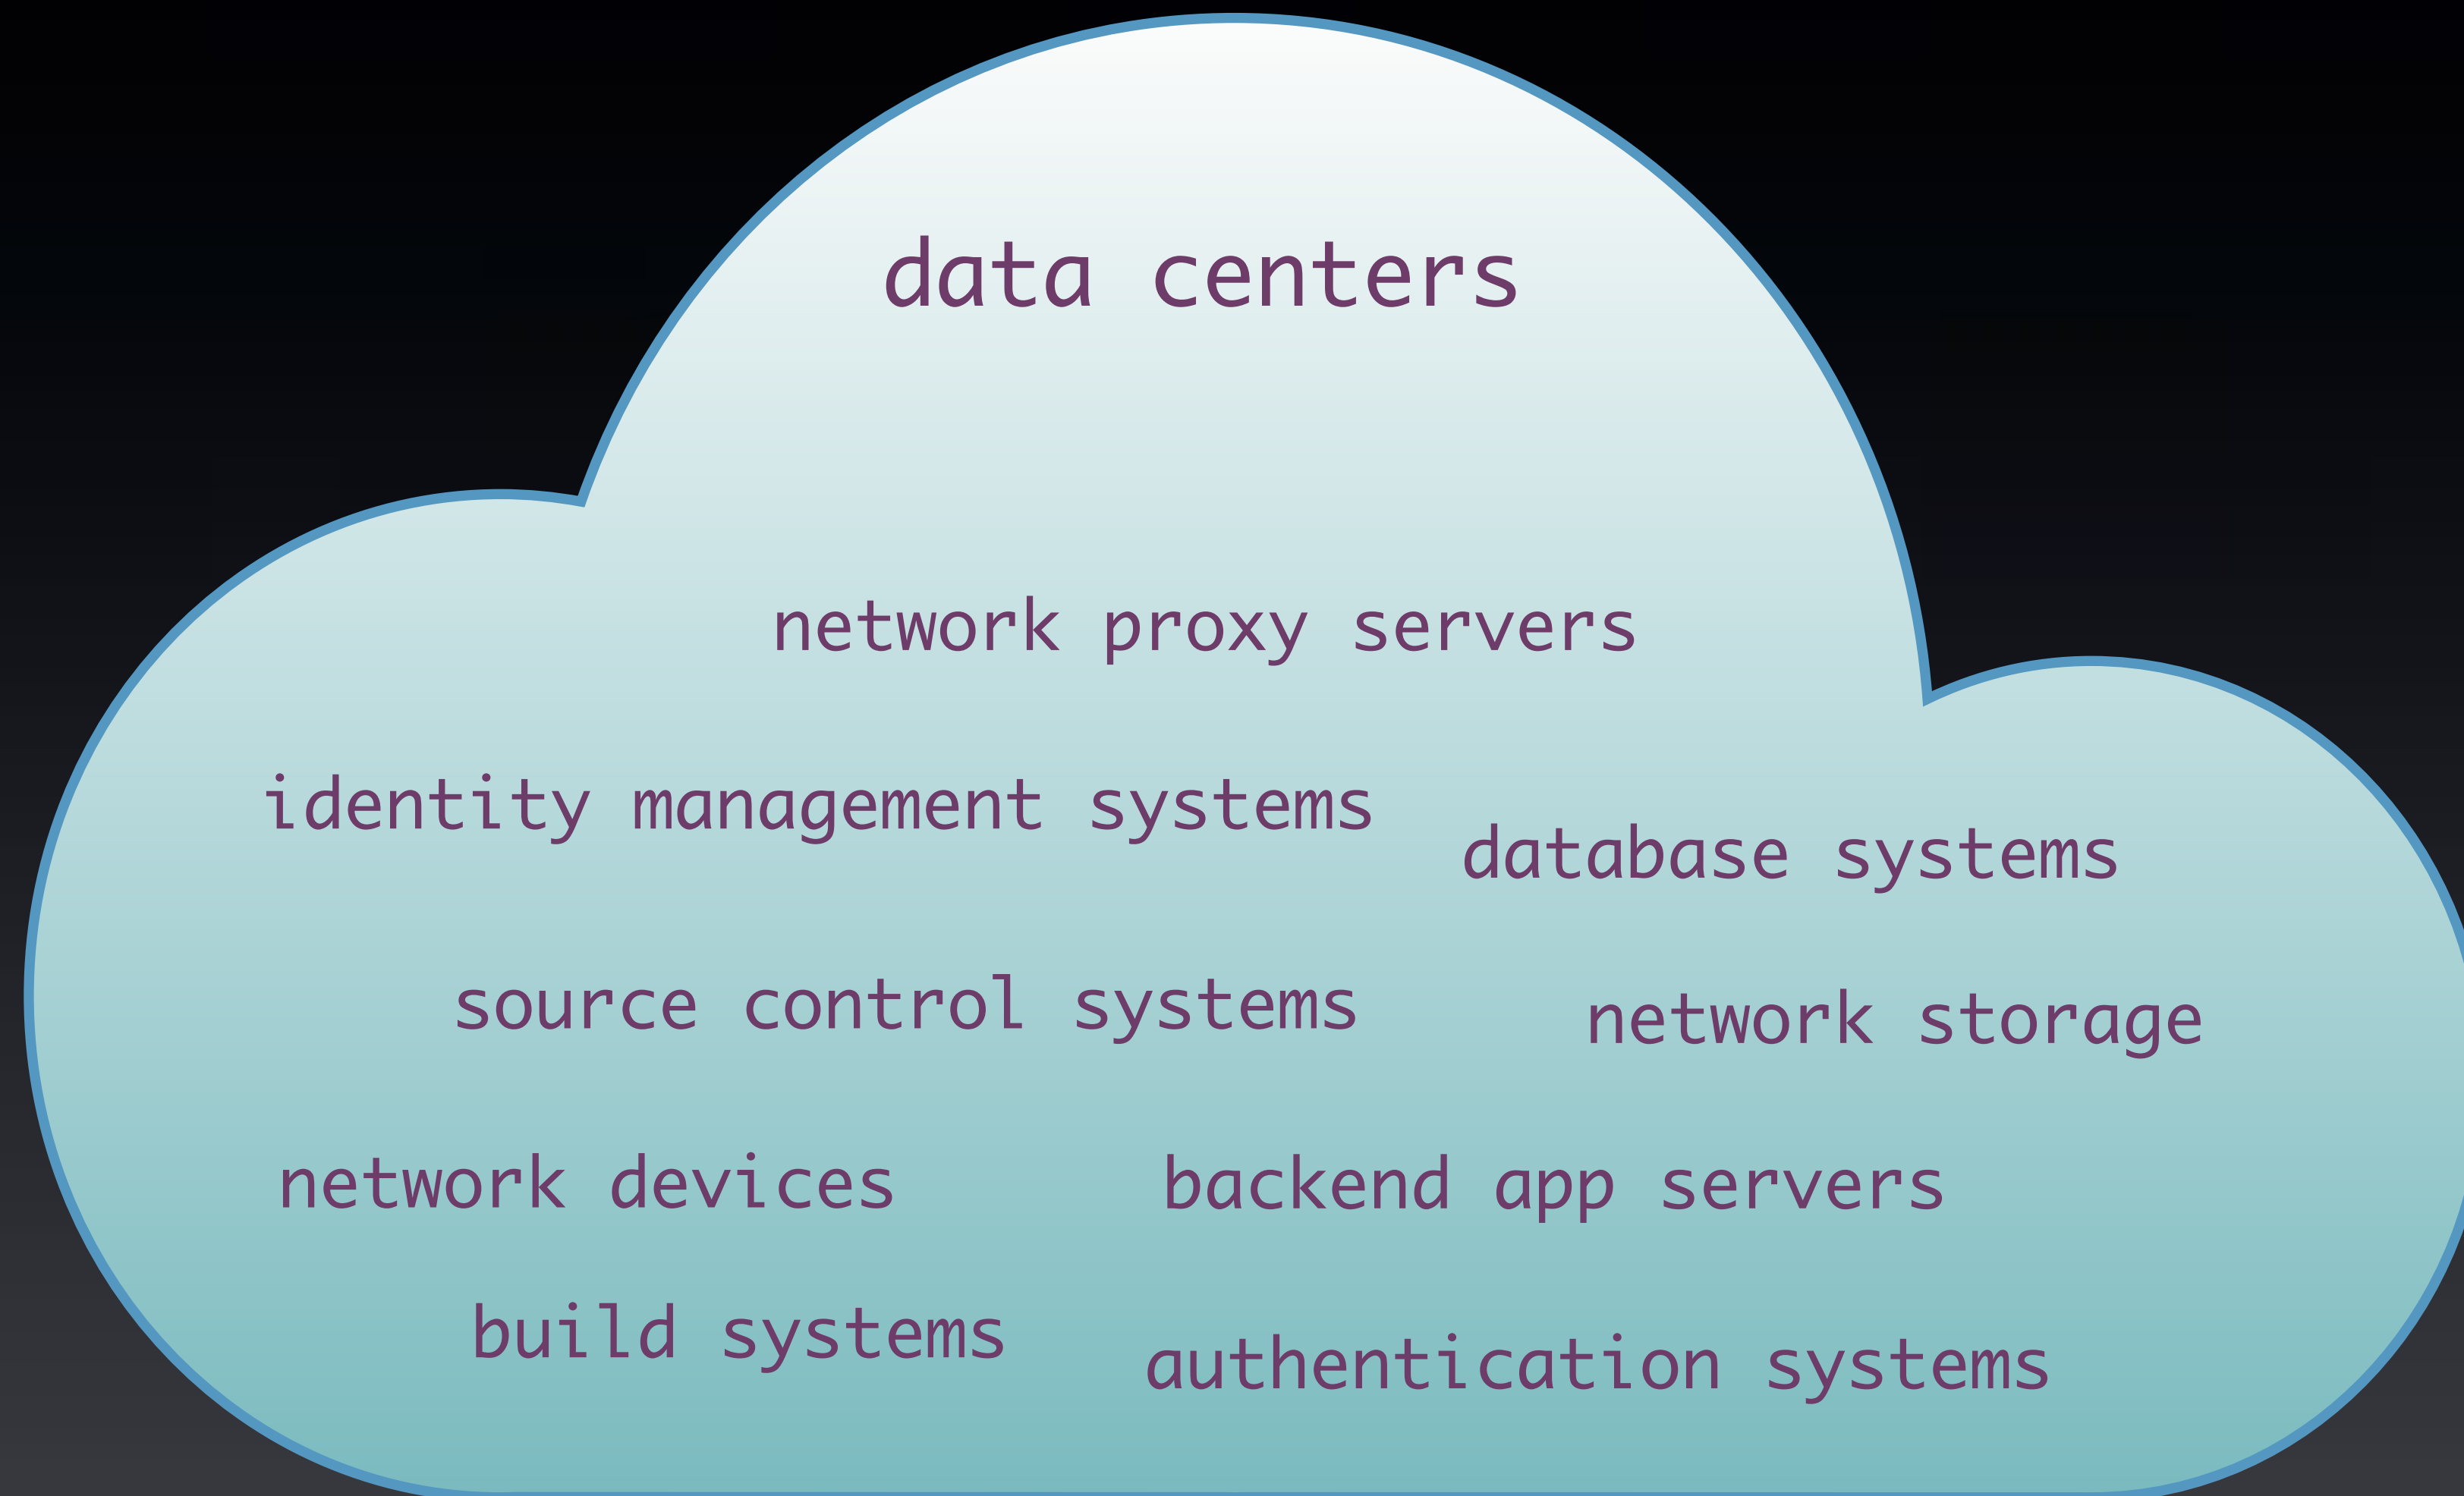 data centers
network proxy servers
identity management systems
database systems
source control systems
network storage
network devices
backend app servers
build systems
authentication systems